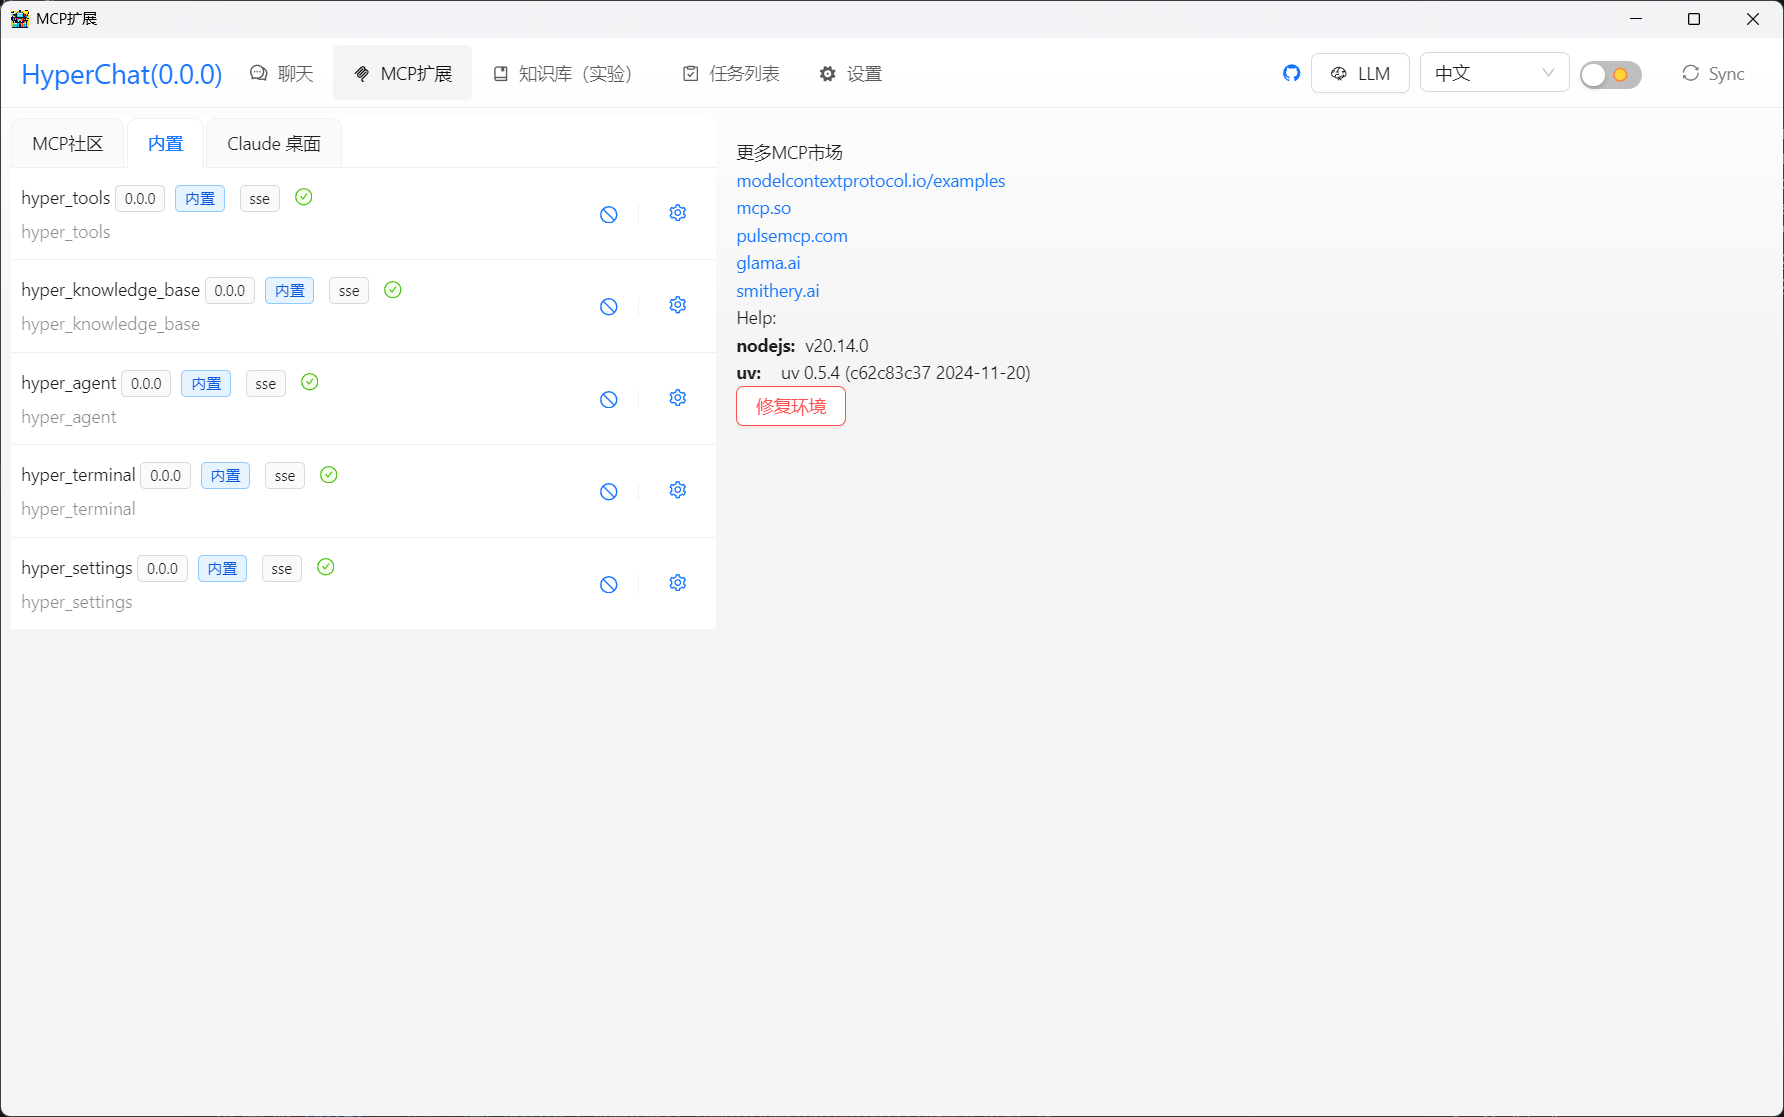 MCP扩展
HyperChat(0.0.0) 聊天 MCP扩展 知识库（实验） 任务列表 设置 LLM 中文 Sync
MCP社区 内置 Claude 桌面
hyper_tools 0.0.0 内置 sse
hyper_tools
hyper_knowledge_base 0.0.0 内置 sse
hyper_knowledge_base
hyper_agent 0.0.0 内置 sse
hyper_agent
hyper_terminal 0.0.0 内置 sse
hyper_terminal
hyper_settings 0.0.0 内置 sse
hyper_settings
更多MCP市场
modelcontextprotocol.io/examples
mcp.so
pulsemcp.com
glama.ai
smithery.ai
Help:
nodejs: v20.14.0
uv: uv 0.5.4 (c62c83c37 2024-11-20)
修复环境